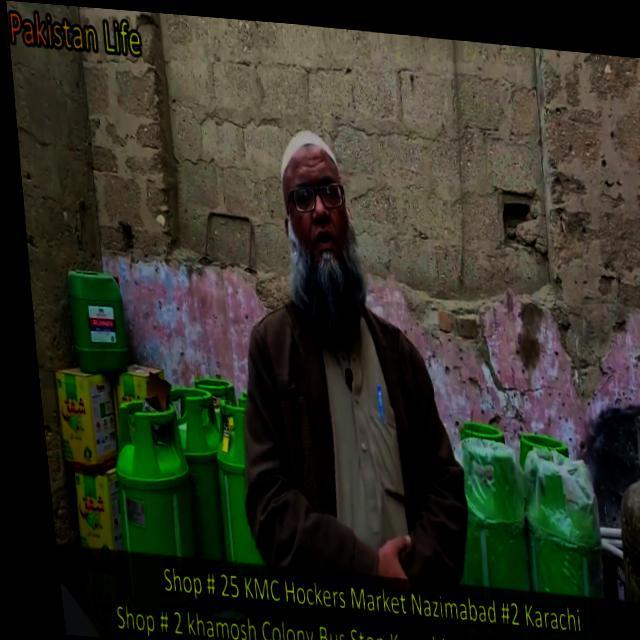 Pakistan Life
Shop # 25 KMC Hockers Market Nazimabad #2 Karachi
Shop # 2 khamosh Colony Bus Stop